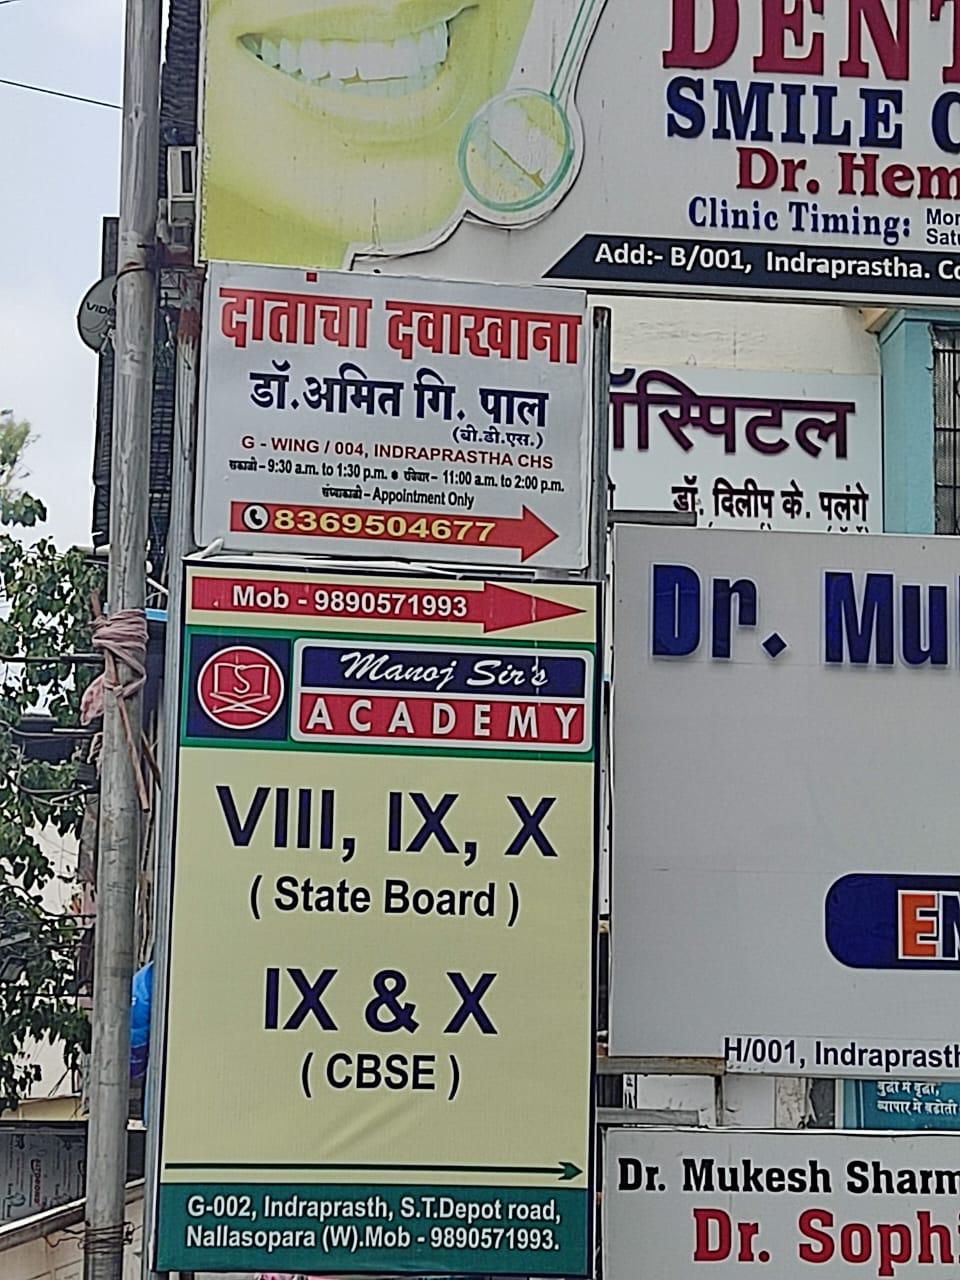 DENT
SMILE
Dr. Hem
Clinic Timing:
Add:- B/001, Indraprastha. Co
VIDE
दातांचा दवाखाना
डॉ.अमित गि. पाल
(बी.डी.एस.)
G - WING / 004, INDRAPRASTHA CHS
सकाळी – 9:30 a.m. to 1:30 p.m. ● रविवार – 11:00 a.m. to 2:00 p.m.
संध्याकाळी – Appointment Only
8369504677
ॉस्पिटल
डॉ. दिलीप के. पलंगे
Mob - 9890571993
Manoj Sir's
ACADEMY
VIII, IX, X
( State Board )
IX & X
( CBSE )
G-002, Indraprasth, S.T.Depot road,
Nallasopara (W).Mob - 9890571993.
Dr. Mu
EN
H/001, Indraprasth
व्यापार में बढोती
Dr. Mukesh Sharm
Dr. Sophi